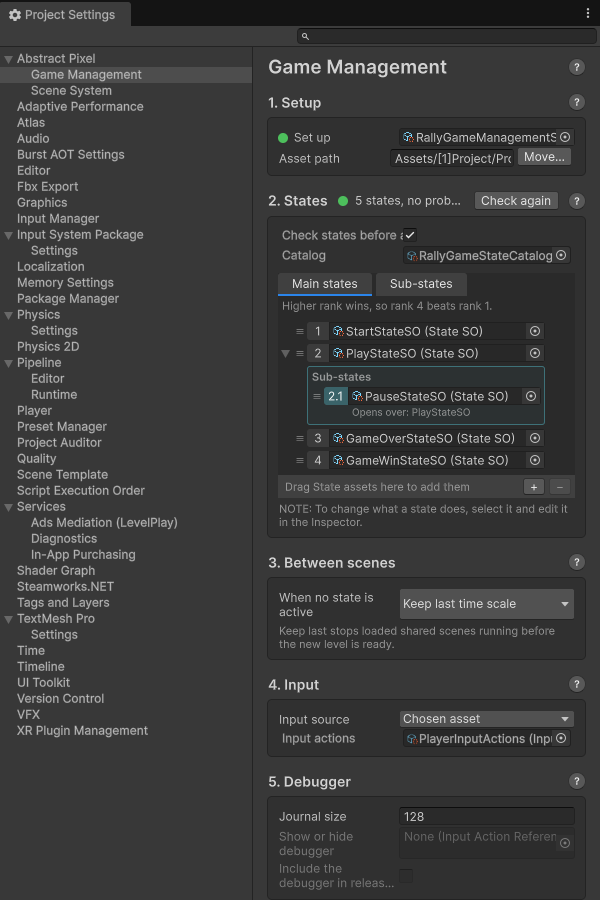 Project Settings
Abstract Pixel
Game Management
Scene System
Adaptive Performance
Atlas
Audio
Burst AOT Settings
Editor
Fbx Export
Graphics
Input Manager
Input System Package
Settings
Localization
Memory Settings
Package Manager
Physics
Settings
Physics 2D
Pipeline
Editor
Runtime
Player
Preset Manager
Project Auditor
Quality
Scene Template
Script Execution Order
Services
Ads Mediation (LevelPlay)
Diagnostics
In-App Purchasing
Shader Graph
Steamworks.NET
Tags and Layers
TextMesh Pro
Settings
Time
Timeline
UI Toolkit
Version Control
VFX
XR Plugin Management
Game Management ?
1. Setup ?
Set up RallyGameManagementS
Asset path Assets/[1]Project/Pro Move...
2. States 5 states, no prob... Check again ?
Check states before a
Catalog RallyGameStateCatalog
Main states Sub-states
Higher rank wins, so rank 4 beats rank 1.
1 StartStateSO (State SO)
2 PlayStateSO (State SO)
Sub-states
2.1 PauseStateSO (State SO)
Opens over: PlayStateSO
3 GameOverStateSO (State SO)
4 GameWinStateSO (State SO)
Drag State assets here to add them + −
NOTE: To change what a state does, select it and edit it
in the Inspector.
3. Between scenes ?
When no state is
active Keep last time scale
Keep last stops loaded shared scenes running before
the new level is ready.
4. Input ?
Input source Chosen asset
Input actions PlayerInputActions (Inpu
5. Debugger ?
Journal size 128
Show or hide
debugger None (Input Action Referen
Include the
debugger in releas...